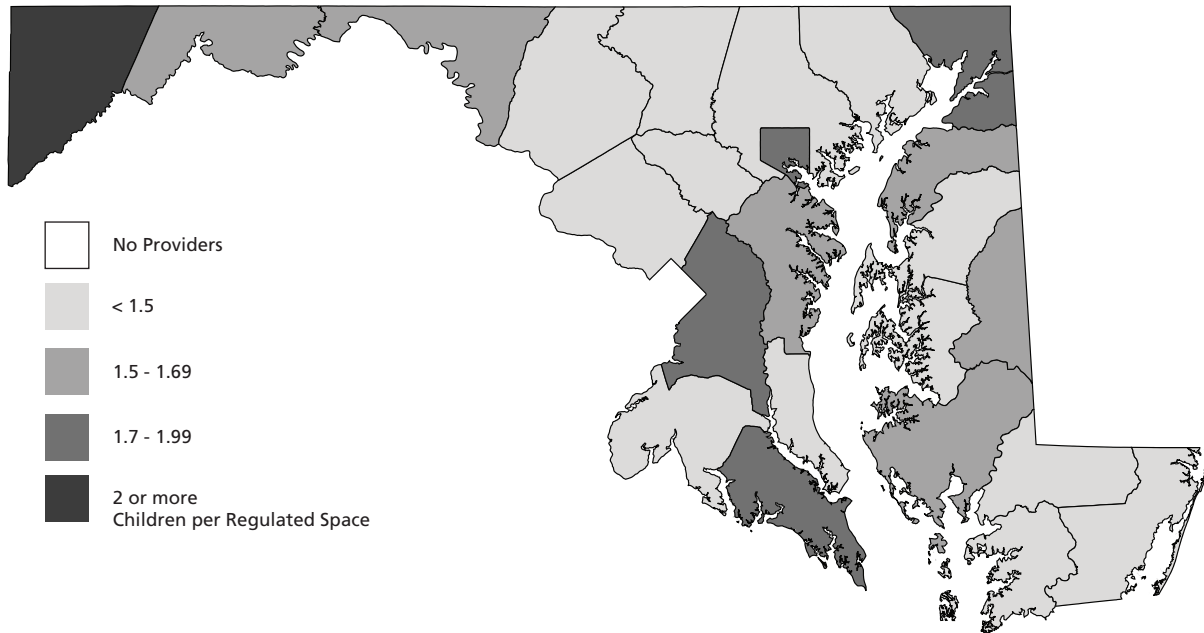 No Providers
< 1.5
1.5 - 1.69
1.7 - 1.99
2 or more
Children per Regulated Space